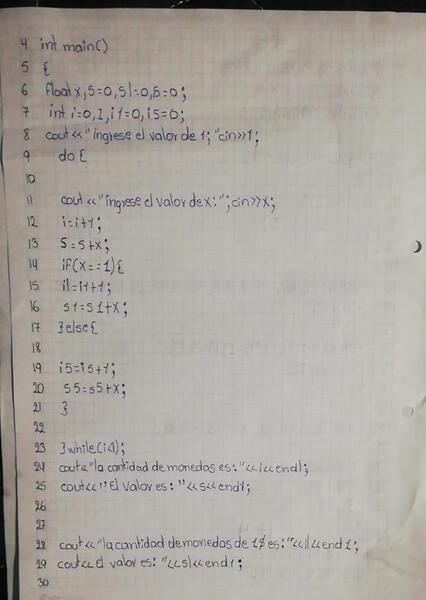 4 int main()
5 {
6 float x,S=0,S1=0,5=0;
7 int i=0,1,i1=0,i5=0;
8 cout<<"ingrese el valor de 1; "cin>>1;
9 do {
10
11 cout<<"ingrese el valor de x:";cin>>x;
12 i=i+1;
13 S=S+x;
14 if(x==1){
15 i1=i1+1;
16 s1=s1+x;
17 }else{
18
19 i5=i5+1;
20 s5=s5+x;
21 }
22
23 }while(i4);
24 cout<<"la cantidad de monedas es:"<<i<<endl;
25 cout<<"El Valor es: "<<s<<endl;
26
27
28 cout<<"la cantidad de monedas de 1$ es:"<<i1<<endl;
29 cout<<el valor es: "<<s1<<endl;
30